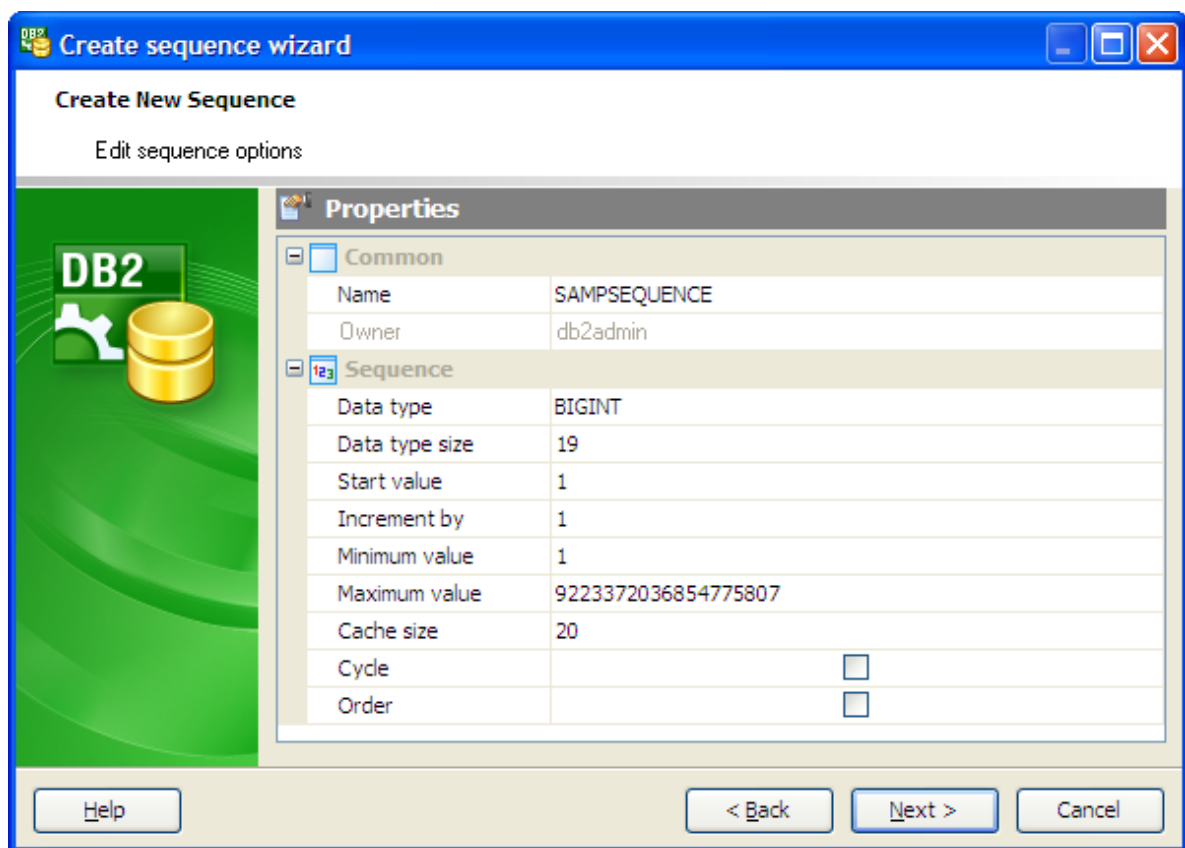 Create sequence wizard
Create New Sequence
Edit sequence options
Properties
DB2
Common
Name SAMPSEQUENCE
Owner db2admin
123 Sequence
Data type BIGINT
Data type size 19
Start value 1
Increment by 1
Minimum value 1
Maximum value 9223372036854775807
Cache size 20
Cycle
Order
Help < Back Next > Cancel